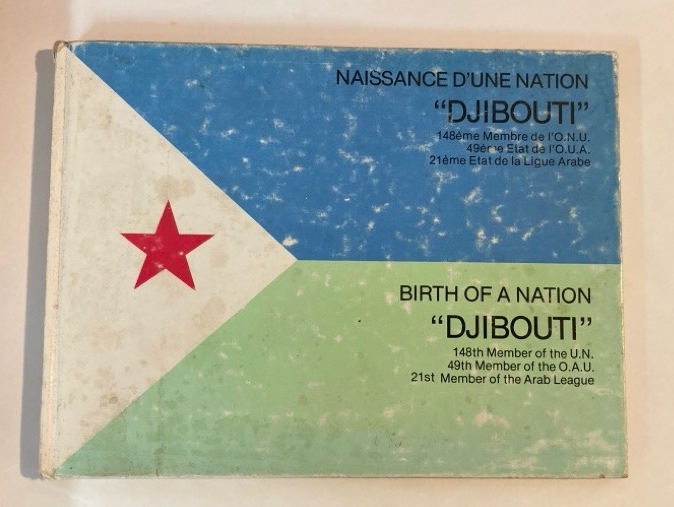 NAISSANCE D'UNE NATION
“DJIBOUTI”
148ème Membre de l'O.N.U.
49ème Etat de l'O.U.A.
21ème Etat de la Ligue Arabe
BIRTH OF A NATION
“DJIBOUTI”
148th Member of the U.N.
49th Member of the O.A.U.
21st Member of the Arab League